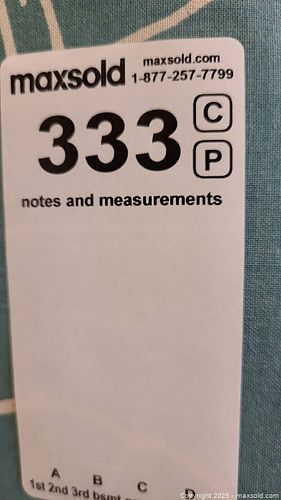 maxsold maxsold.com
1-877-257-7799
333 C
P
notes and measurements
A B C D
1st 2nd 3rd bsmt
Copyright 2025 - maxsold.com